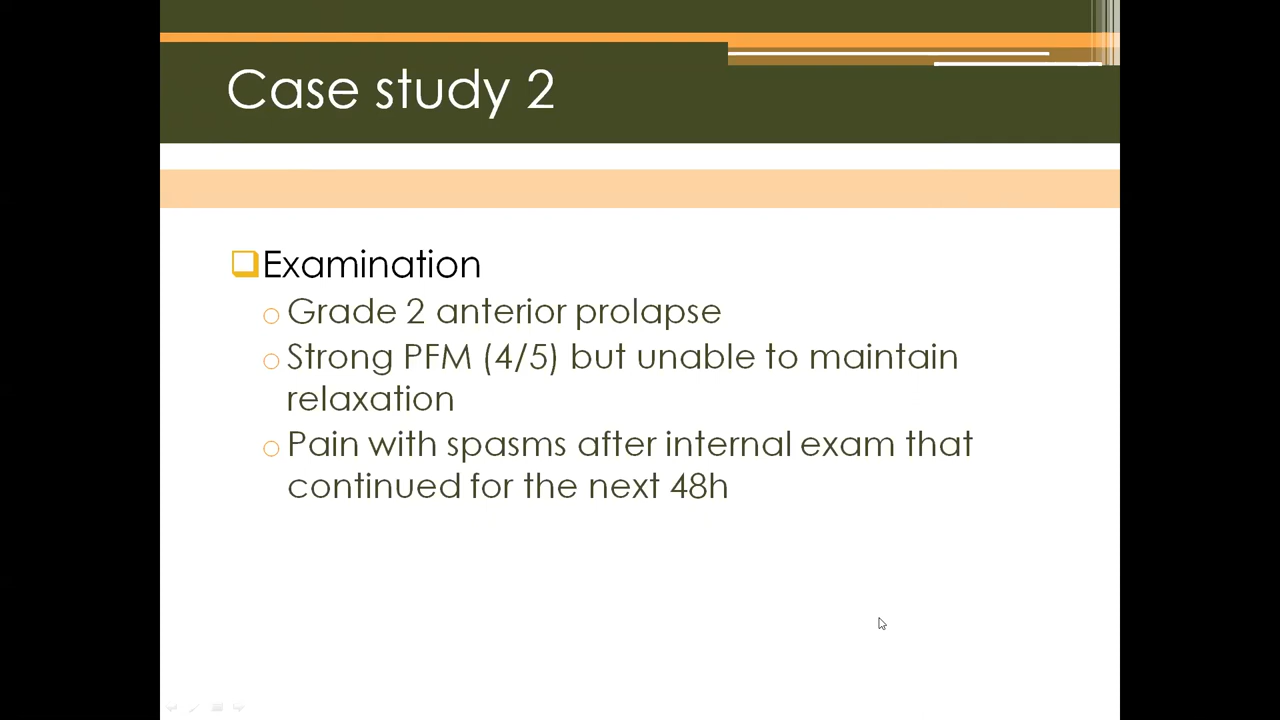 Case study 2
Examination
Grade 2 anterior prolapse
Strong PFM (4/5) but unable to maintain
relaxation
Pain with spasms after internal exam that
continued for the next 48h